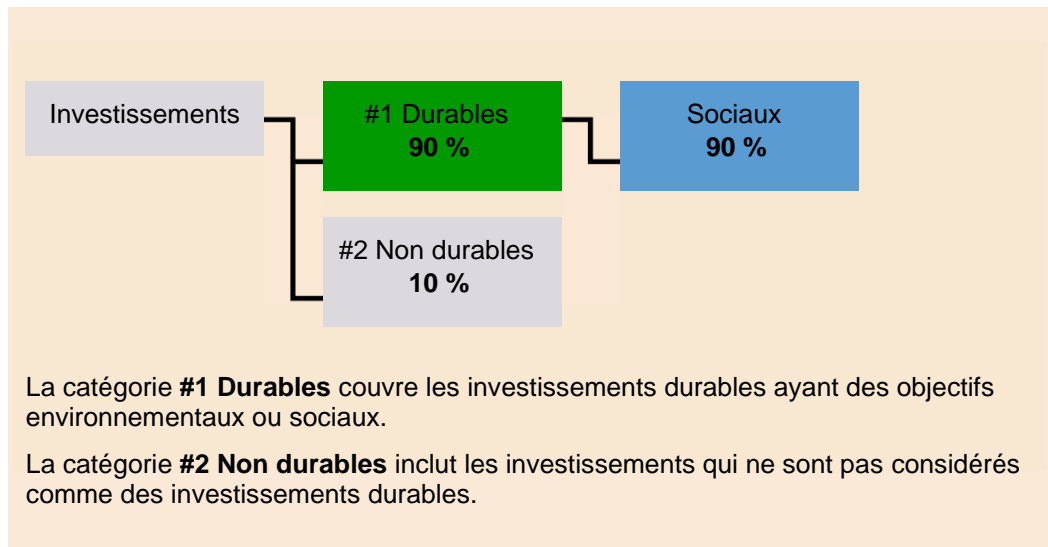 Investissements
#1 Durables
90 %
Sociaux
90 %
#2 Non durables
10 %
La catégorie #1 Durables couvre les investissements durables ayant des objectifs
environnementaux ou sociaux.
La catégorie #2 Non durables inclut les investissements qui ne sont pas considérés
comme des investissements durables.